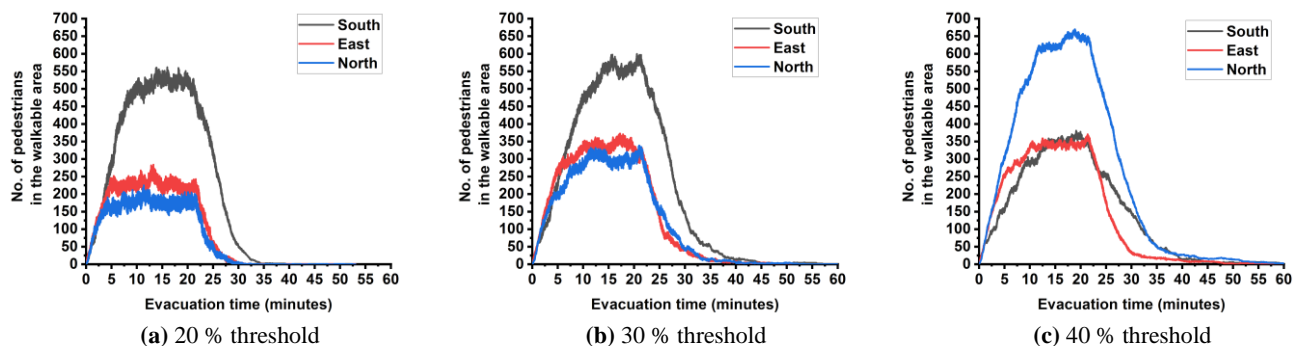 No. of pedestrians
in the walkable area
700
650
600
550
500
450
400
350
300
250
200
150
100
50
0
South
East
North
0 5 10 15 20 25 30 35 40 45 50 55 60
Evacuation time (minutes)
(a) 20 % threshold
No. of pedestrians
in the walkable area
700
650
600
550
500
450
400
350
300
250
200
150
100
50
0
South
East
North
0 5 10 15 20 25 30 35 40 45 50 55 60
Evacuation time (minutes)
(b) 30 % threshold
No. of pedestrians
in the walkable area
700
650
600
550
500
450
400
350
300
250
200
150
100
50
0
South
East
North
0 5 10 15 20 25 30 35 40 45 50 55 60
Evacuation time (minutes)
(c) 40 % threshold